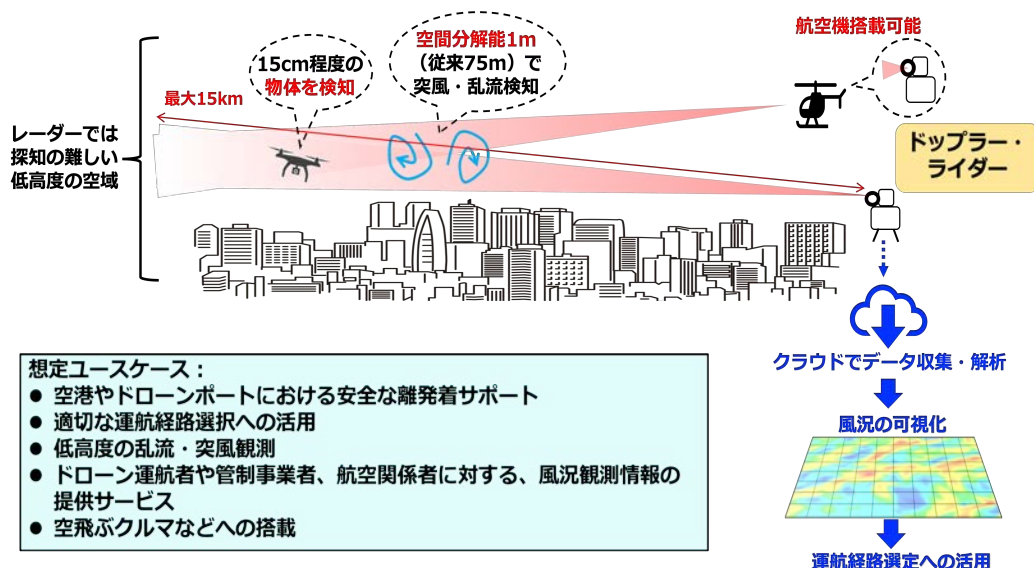 航空機搭載可能
空間分解能1m
（従来75m）で
突風・乱流検知
15cm程度の
物体を検知
最大15km
レーダーでは
探知の難しい
低高度の空域
ドップラー・
ライダー
クラウドでデータ収集・解析
風況の可視化
運航経路選定への活用
想定ユースケース：
● 空港やドローンポートにおける安全な離発着サポート
● 適切な運航経路選択への活用
● 低高度の乱流・突風観測
● ドローン運航者や管制事業者、航空関係者に対する、風況観測情報の
提供サービス
● 空飛ぶクルマなどへの搭載